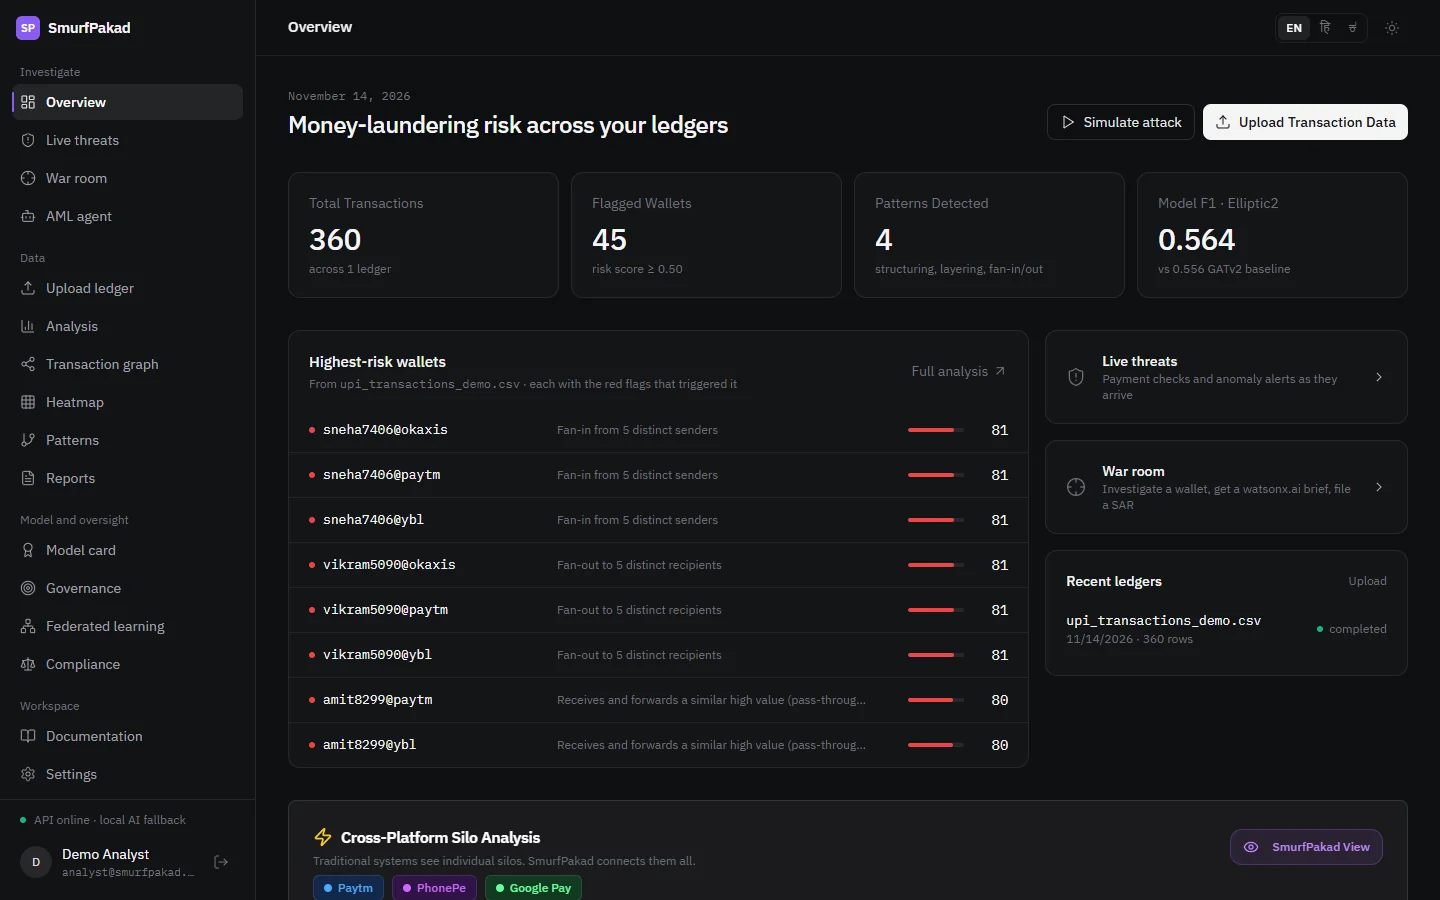 SP SmurfPakad
Investigate
Overview
Live threats
War room
AML agent
Data
Upload ledger
Analysis
Transaction graph
Heatmap
Patterns
Reports
Model and oversight
Model card
Governance
Federated learning
Compliance
Workspace
Documentation
Settings
API online · local AI fallback
D
Demo Analyst
analyst@smurfpakad.…
Overview
EN हि ಕ
November 14, 2026
Money-laundering risk across your ledgers
Simulate attack
Upload Transaction Data
Total Transactions
360
across 1 ledger
Flagged Wallets
45
risk score ≥ 0.50
Patterns Detected
4
structuring, layering, fan-in/out
Model F1 · Elliptic2
0.564
vs 0.556 GATv2 baseline
Highest-risk wallets
From upi_transactions_demo.csv · each with the red flags that triggered it
Full analysis
sneha7406@okaxis Fan-in from 5 distinct senders 81
sneha7406@paytm Fan-in from 5 distinct senders 81
sneha7406@ybl Fan-in from 5 distinct senders 81
vikram5090@okaxis Fan-out to 5 distinct recipients 81
vikram5090@paytm Fan-out to 5 distinct recipients 81
vikram5090@ybl Fan-out to 5 distinct recipients 81
amit8299@paytm Receives and forwards a similar high value (pass-throug… 80
amit8299@ybl Receives and forwards a similar high value (pass-throug… 80
Live threats
Payment checks and anomaly alerts as they
arrive
War room
Investigate a wallet, get a watsonx.ai brief, file
a SAR
Recent ledgers
Upload
upi_transactions_demo.csv
11/14/2026 · 360 rows
completed
Cross-Platform Silo Analysis
Traditional systems see individual silos. SmurfPakad connects them all.
Paytm PhonePe Google Pay
SmurfPakad View